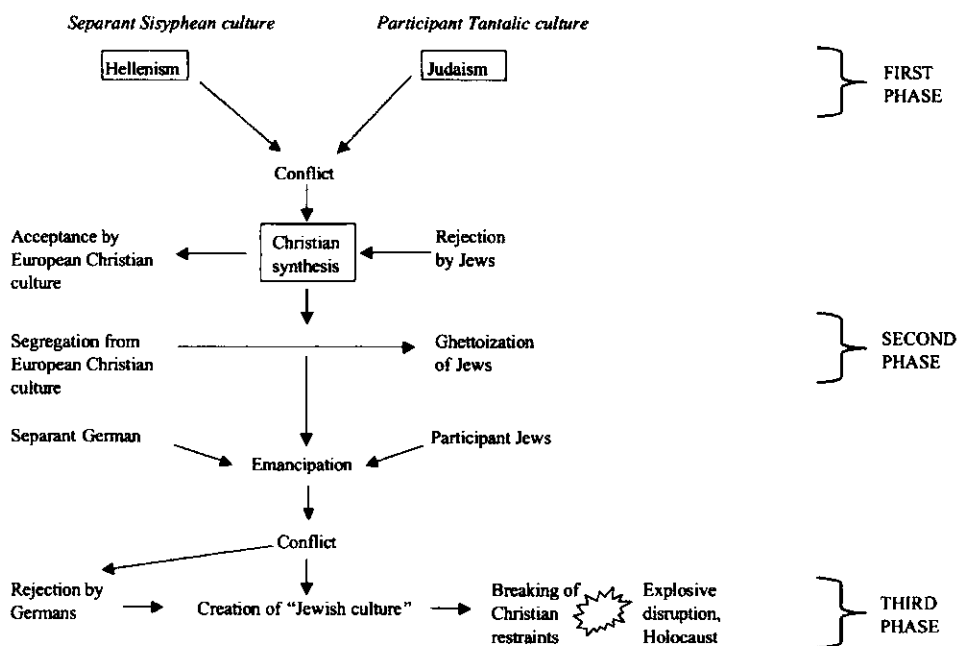 Separant Sisyphean culture
Participant Tantalic culture
Hellenism
Judaism
FIRST
PHASE
Conflict
Acceptance by
European Christian
culture
Christian
synthesis
Rejection
by Jews
Segregation from
European Christian
culture
Ghettoization
of Jews
SECOND
PHASE
Separant German
Participant Jews
Emancipation
Conflict
Rejection by
Germans
Creation of “Jewish culture”
Breaking of
Christian
restraints
Explosive
disruption,
Holocaust
THIRD
PHASE